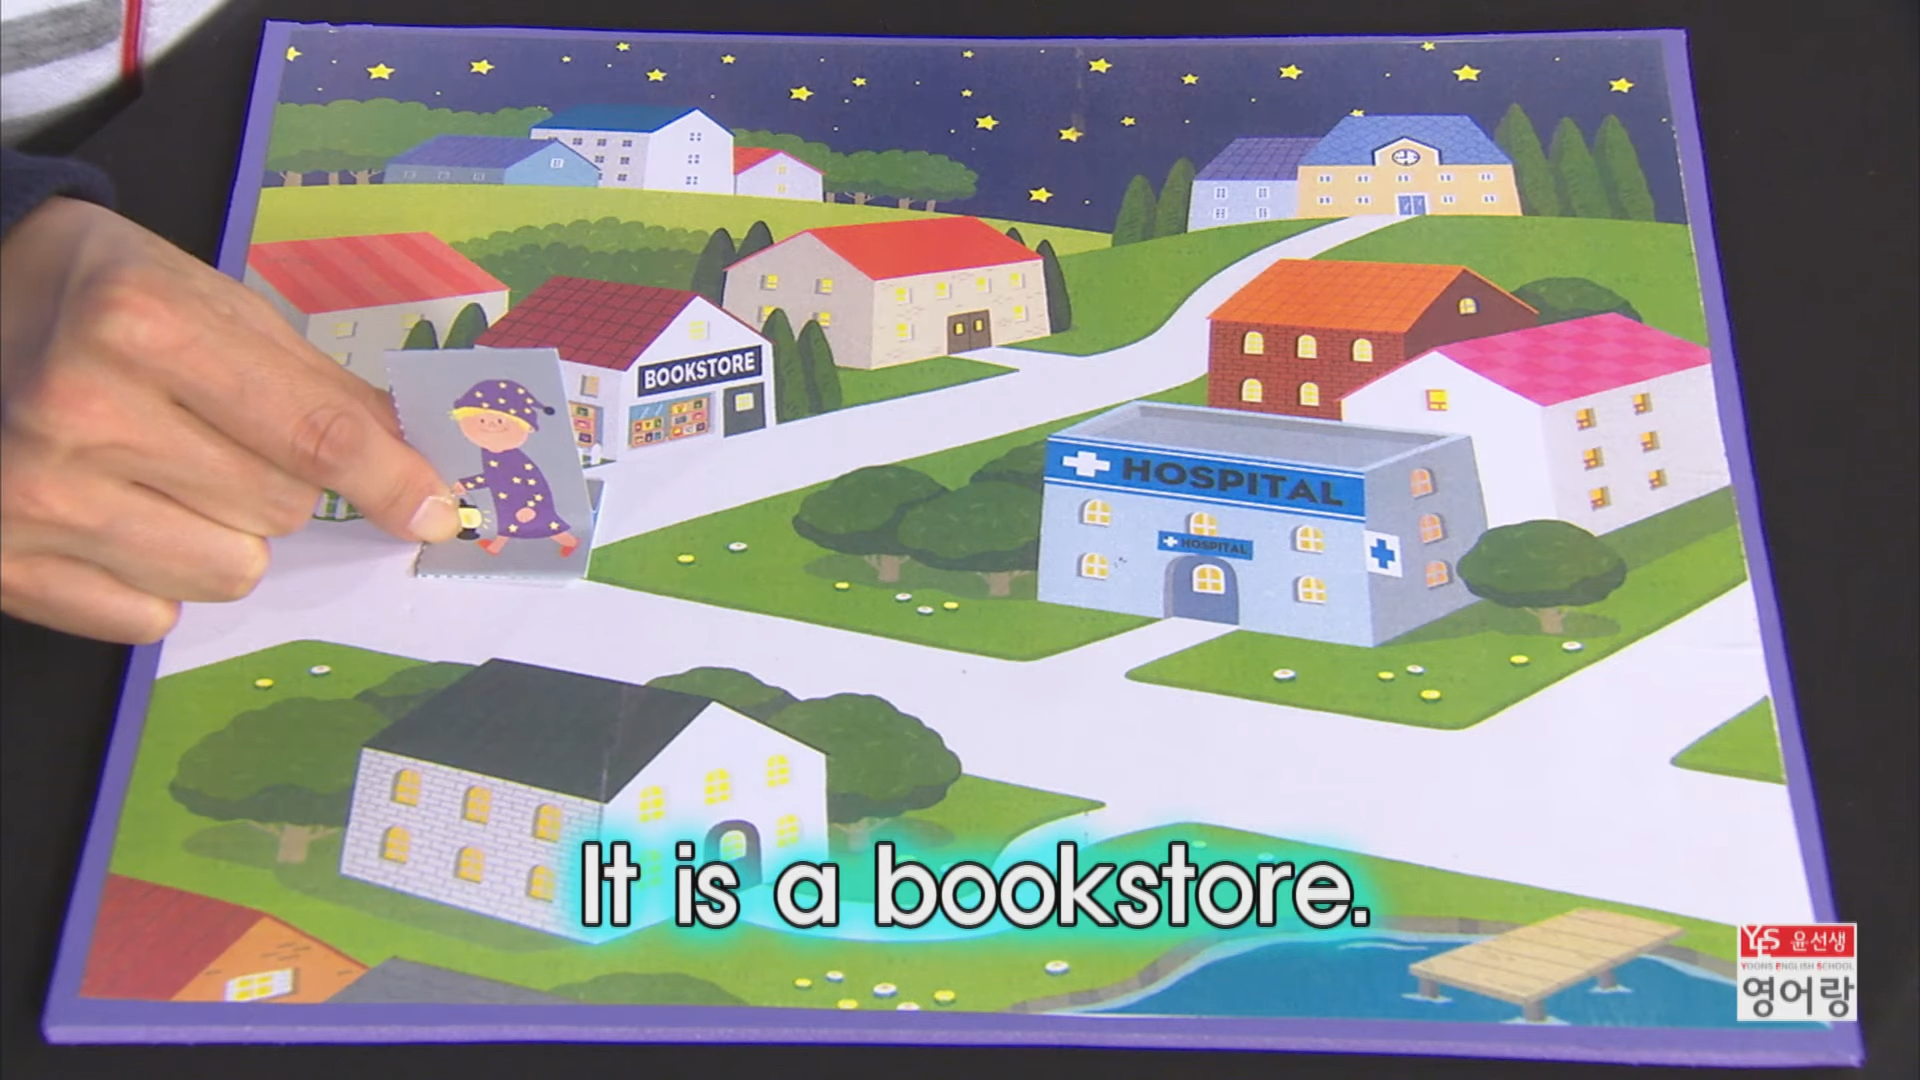 BOOKSTORE
HOSPITAL
HOSPITAL
It is a bookstore.
YES 윤선생
YOONS ENGLISH SCHOOL
영어랑